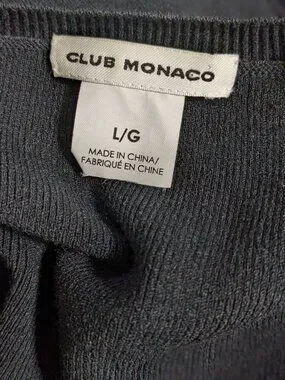 CLUB MONACO
L/G
MADE IN CHINA/
FABRIQUÉ EN CHINE